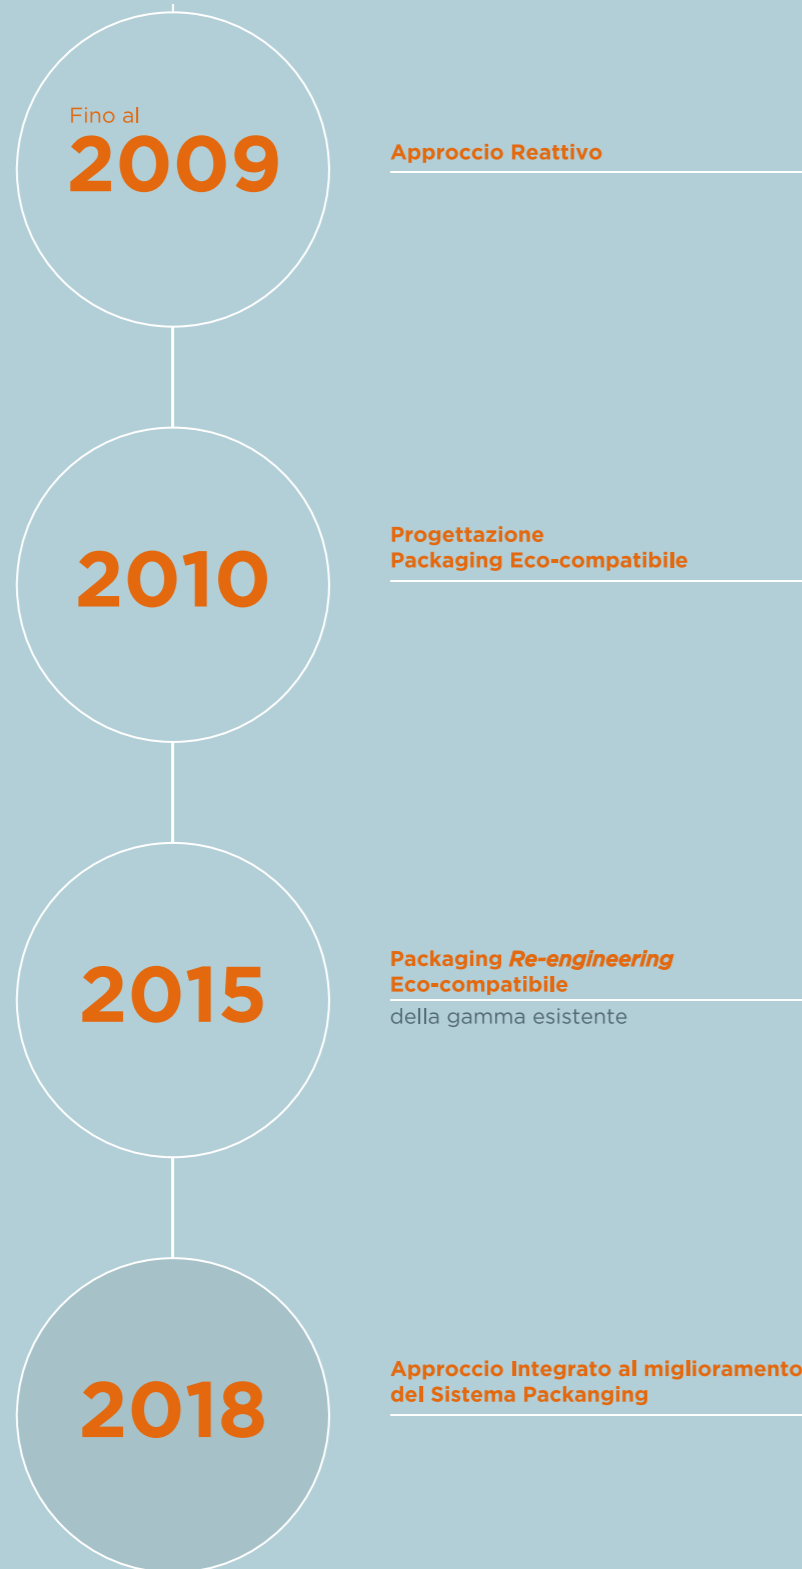 Fino al
2009
Approccio Reattivo
2010
Progettazione
Packaging Eco-compatibile
2015
Packaging Re-engineering
Eco-compatibile
della gamma esistente
2018
Approccio Integrato al miglioramento
del Sistema Packanging